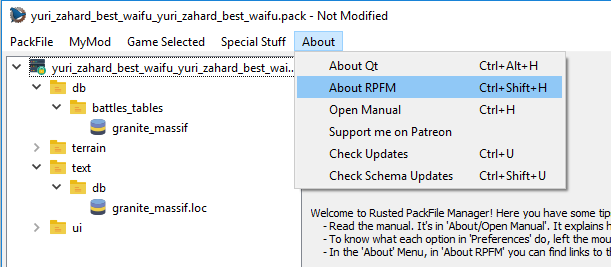 yuri_zahard_best_waifu_yuri_zahard_best_waifu.pack - Not Modified
PackFile MyMod Game Selected Special Stuff About
yuri_zahard_best_waifu_yuri_zahard_best_wai...
db
battles_tables
granite_massif
terrain
text
db
granite_massif.loc
ui
About Qt Ctrl+Alt+H
About RPFM Ctrl+Shift+H
Open Manual Ctrl+H
Support me on Patreon
Check Updates Ctrl+U
Check Schema Updates Ctrl+Shift+U
Welcome to Rusted PackFile Manager! Here you have some tip
- Read the manual. It's in 'About/Open Manual'. It explains h
- To know what each option in 'Preferences' do, left the mou
- In the 'About' Menu, in 'About RPFM' you can find links to th